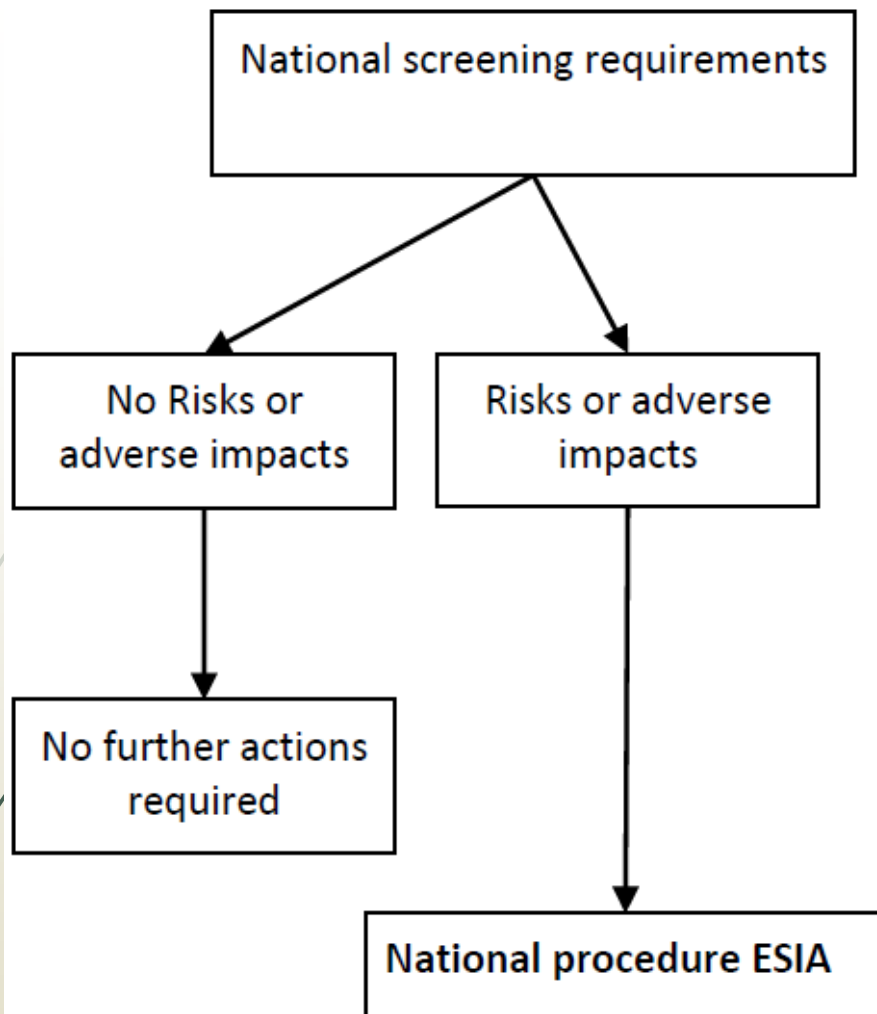 National screening requirements
No Risks or
adverse impacts
Risks or adverse
impacts
No further actions
required
National procedure ESIA